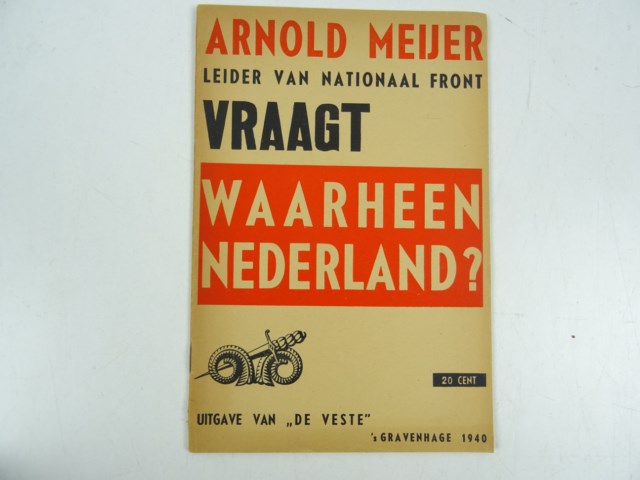 ARNOLD MEIJER
LEIDER VAN NATIONAAL FRONT
VRAAGT
WAARHEEN
NEDERLAND?
20 CENT
UITGAVE VAN „DE VESTE"
's GRAVENHAGE 1940